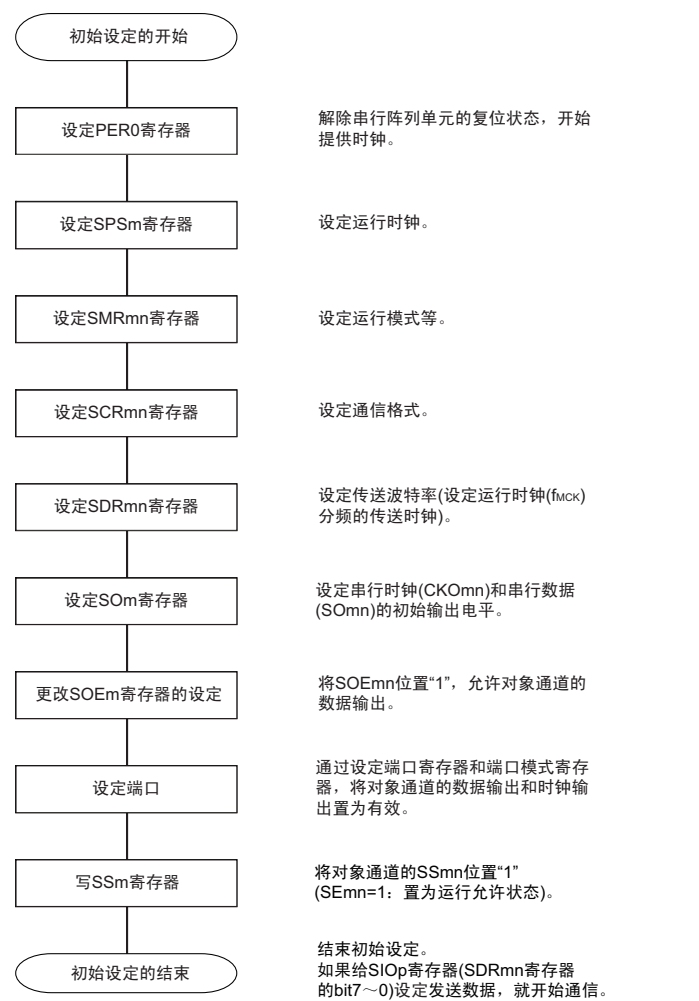 初始设定的开始
设定PER0寄存器
解除串行阵列单元的复位状态，开始
提供时钟。
设定SPSm寄存器
设定运行时钟。
设定SMRmn寄存器
设定运行模式等。
设定SCRmn寄存器
设定通信格式。
设定SDRmn寄存器
设定传送波特率(设定运行时钟(fMCK)
分频的传送时钟)。
设定SOm寄存器
设定串行时钟(CKOmn)和串行数据
(SOmn)的初始输出电平。
更改SOEm寄存器的设定
将SOEmn位置“1”，允许对象通道的
数据输出。
设定端口
通过设定端口寄存器和端口模式寄存
器，将对象通道的数据输出和时钟输
出置为有效。
写SSm寄存器
将对象通道的SSmn位置“1”
(SEmn=1：置为运行允许状态)。
初始设定的结束
结束初始设定。
如果给SIOp寄存器(SDRmn寄存器
的bit7～0)设定发送数据，就开始通信。